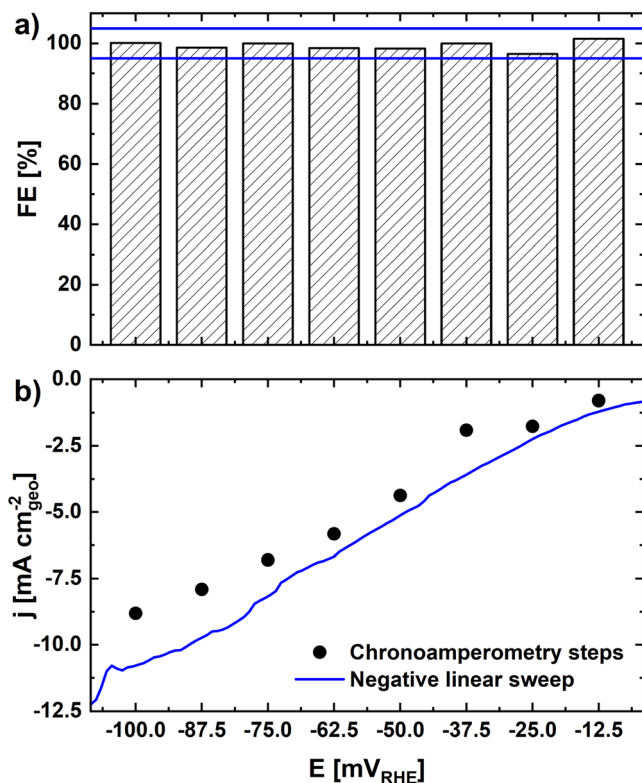 a)
FE [%]
100
80
60
40
20
0
b)
j [mA cm⁻²geo]
0.0
-2.5
-5.0
-7.5
-10.0
-12.5
Chronoamperometry steps
Negative linear sweep
-100.0 -87.5 -75.0 -62.5 -50.0 -37.5 -25.0 -12.5
E [mVRHE]